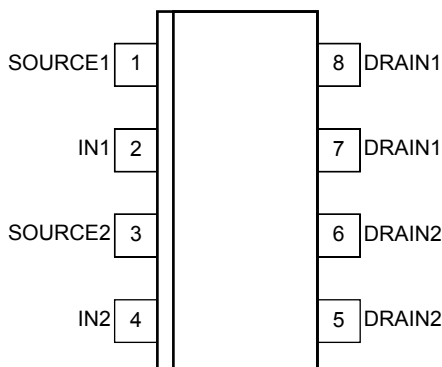 SOURCE1 1 8 DRAIN1
IN1 2 7 DRAIN1
SOURCE2 3 6 DRAIN2
IN2 4 5 DRAIN2